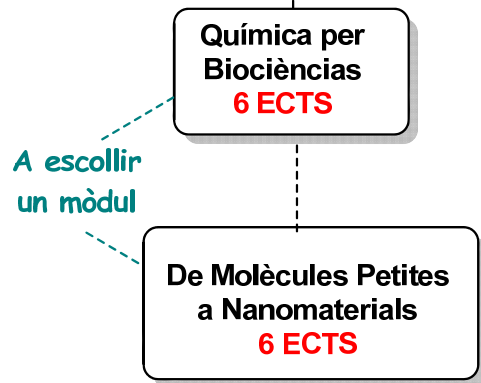 Química per
Biociències
6 ECTS
A escollir
un mòdul
De Molècules Petites
a Nanomaterials
6 ECTS